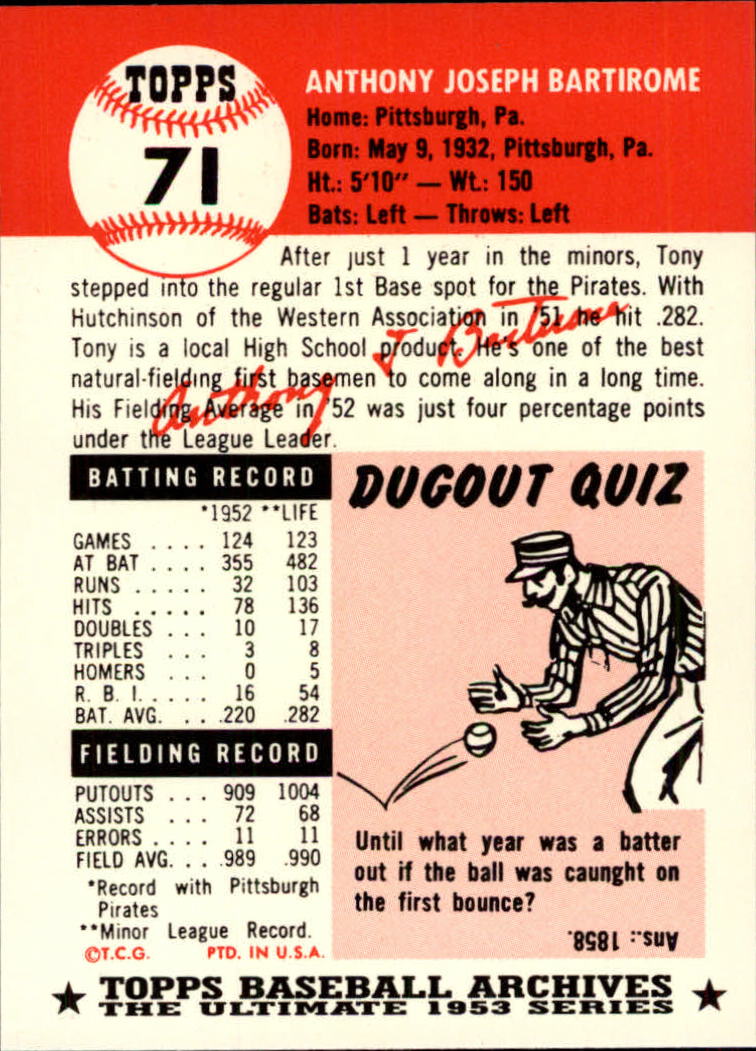 TOPPS
71
ANTHONY JOSEPH BARTIROME
Home: Pittsburgh, Pa.
Born: May 9, 1932, Pittsburgh, Pa.
Ht.: 5'10" — Wt.: 150
Bats: Left — Throws: Left
After just 1 year in the minors, Tony
stepped into the regular 1st Base spot for the Pirates. With
Hutchinson of the Western Association in '51 he hit .282.
Tony is a local High School product. He's one of the best
natural-fielding first basemen to come along in a long time.
His Fielding Average in '52 was just four percentage points
under the League Leader.
Anthony J Bartirome
BATTING RECORD
*1952 **LIFE
GAMES . . . . 124 123
AT BAT . . . . 355 482
RUNS . . . . . 32 103
HITS . . . . . 78 136
DOUBLES . . . 10 17
TRIPLES . . . 3 8
HOMERS . . . 0 5
R. B. I. . . . . 16 54
BAT. AVG. . . .220 .282
FIELDING RECORD
PUTOUTS . . . 909 1004
ASSISTS . . . 72 68
ERRORS . . . . 11 11
FIELD AVG. . . .989 .990
*Record with Pittsburgh
Pirates
**Minor League Record.
©T.C.G. PTD. IN U.S.A.
DUGOUT QUIZ
Until what year was a batter
out if the ball was caunght on
the first bounce?
Ans.: 1858.
★ TOPPS BASEBALL ARCHIVES ★
THE ULTIMATE 1953 SERIES